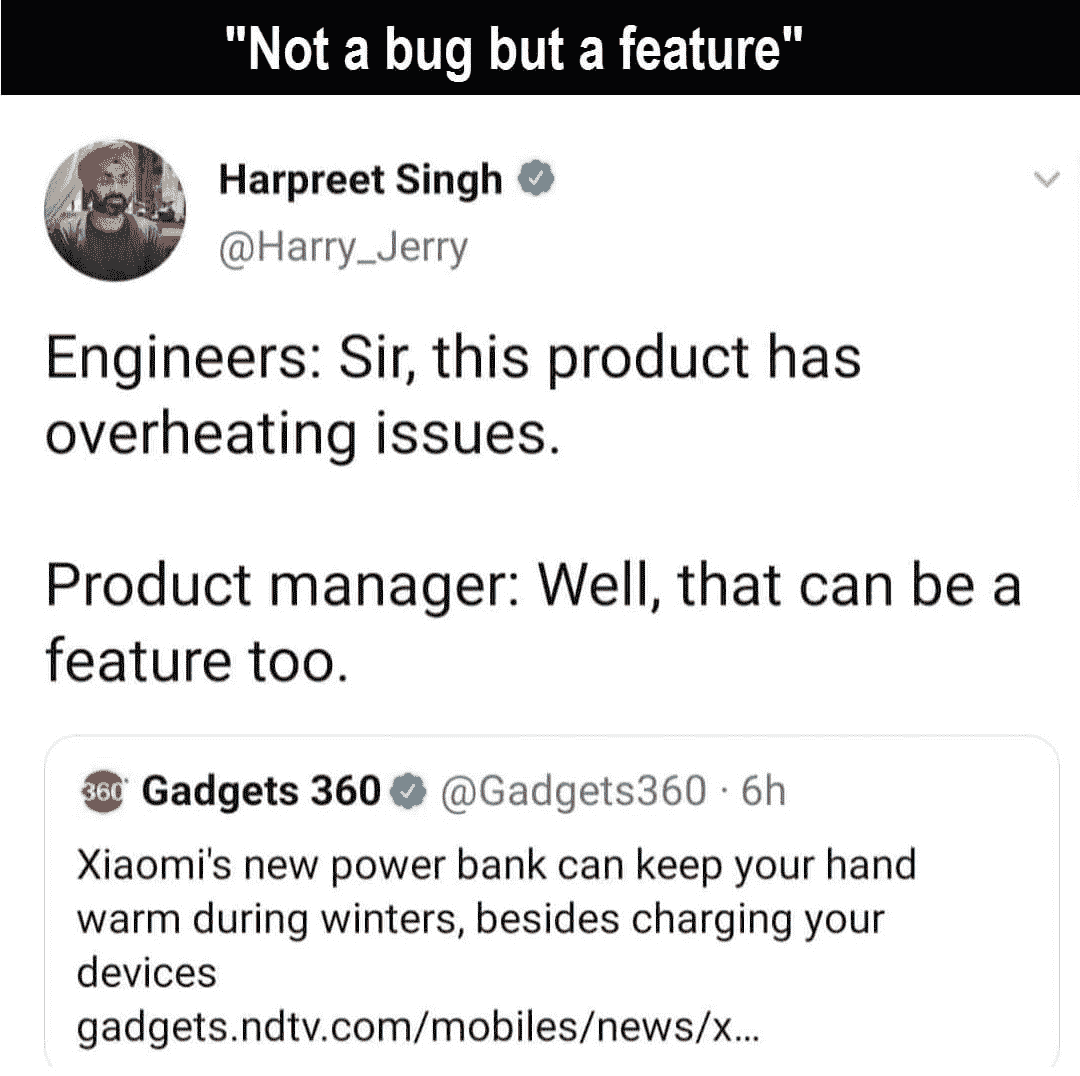 "Not a bug but a feature"
Harpreet Singh
@Harry_Jerry
Engineers: Sir, this product has
overheating issues.
Product manager: Well, that can be a
feature too.
360 Gadgets 360 @Gadgets360 · 6h
Xiaomi's new power bank can keep your hand
warm during winters, besides charging your
devices
gadgets.ndtv.com/mobiles/news/x...